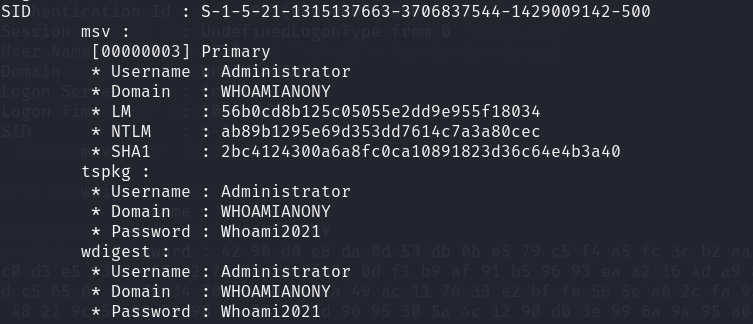 SID : S-1-5-21-1315137663-3706837544-1429009142-500
msv :
[00000003] Primary
* Username : Administrator
* Domain : WHOAMIANONY
* LM : 56b0cd8b125c05055e2dd9e955f18034
* NTLM : ab89b1295e69d353dd7614c7a3a80cec
* SHA1 : 2bc4124300a6a8fc0ca10891823d36c64e4b3a40
tspkg :
* Username : Administrator
* Domain : WHOAMIANONY
* Password : Whoami2021
wdigest :
* Username : Administrator
* Domain : WHOAMIANONY
* Password : Whoami2021